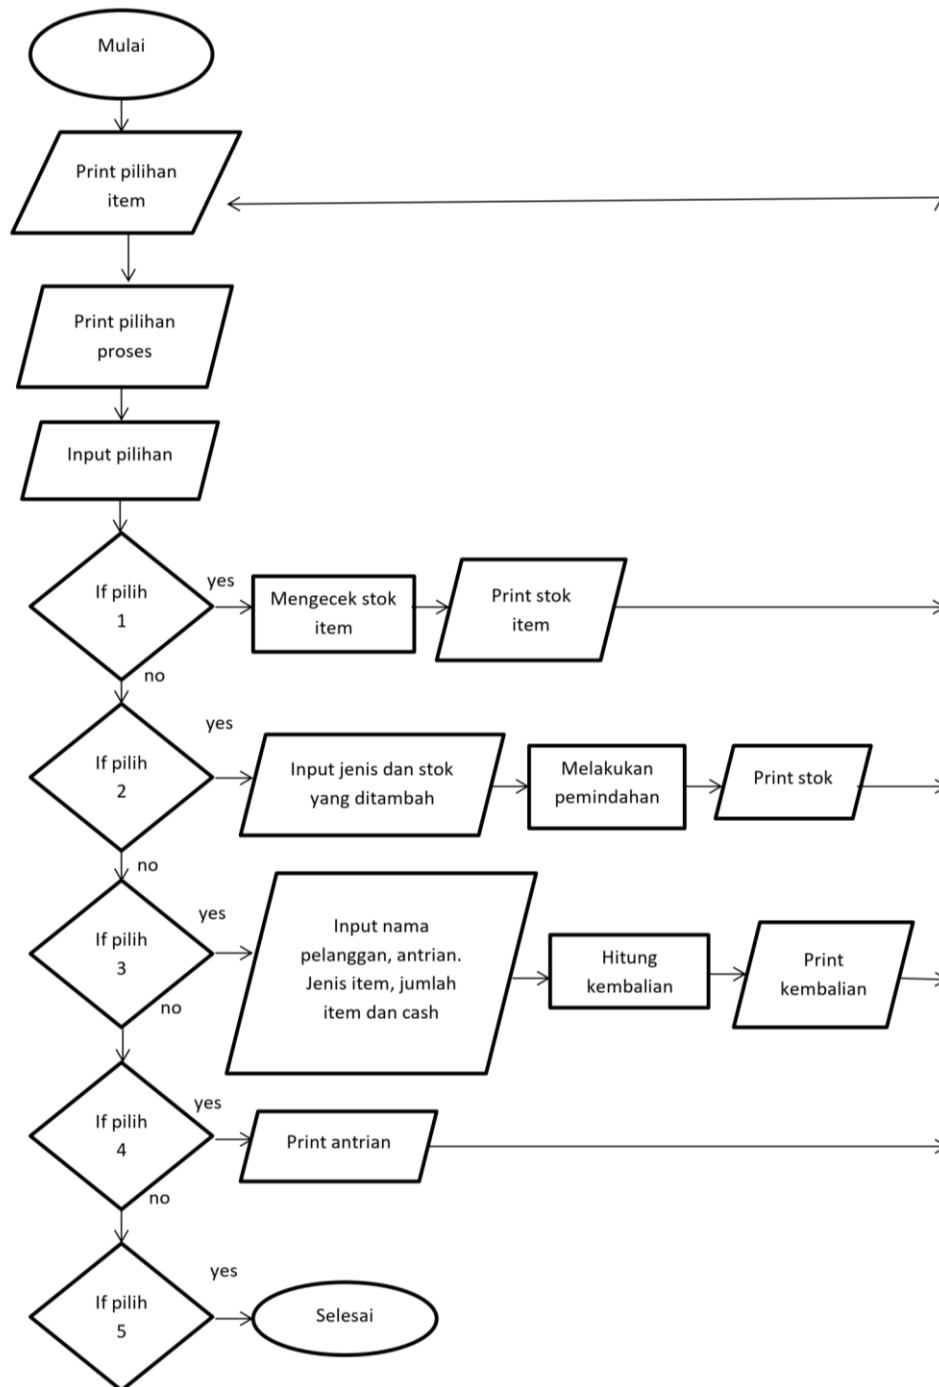 Mulai
Print pilihan
item
Print pilihan
proses
Input pilihan
If pilih
1
yes
Mengecek stok
item
Print stok
item
no
If pilih
2
yes
Input jenis dan stok
yang ditambah
Melakukan
pemindahan
Print stok
no
If pilih
3
yes
Input nama
pelanggan, antrian.
Jenis item, jumlah
item dan cash
Hitung
kembalian
Print
kembalian
no
If pilih
4
yes
Print antrian
no
If pilih
5
yes
Selesai